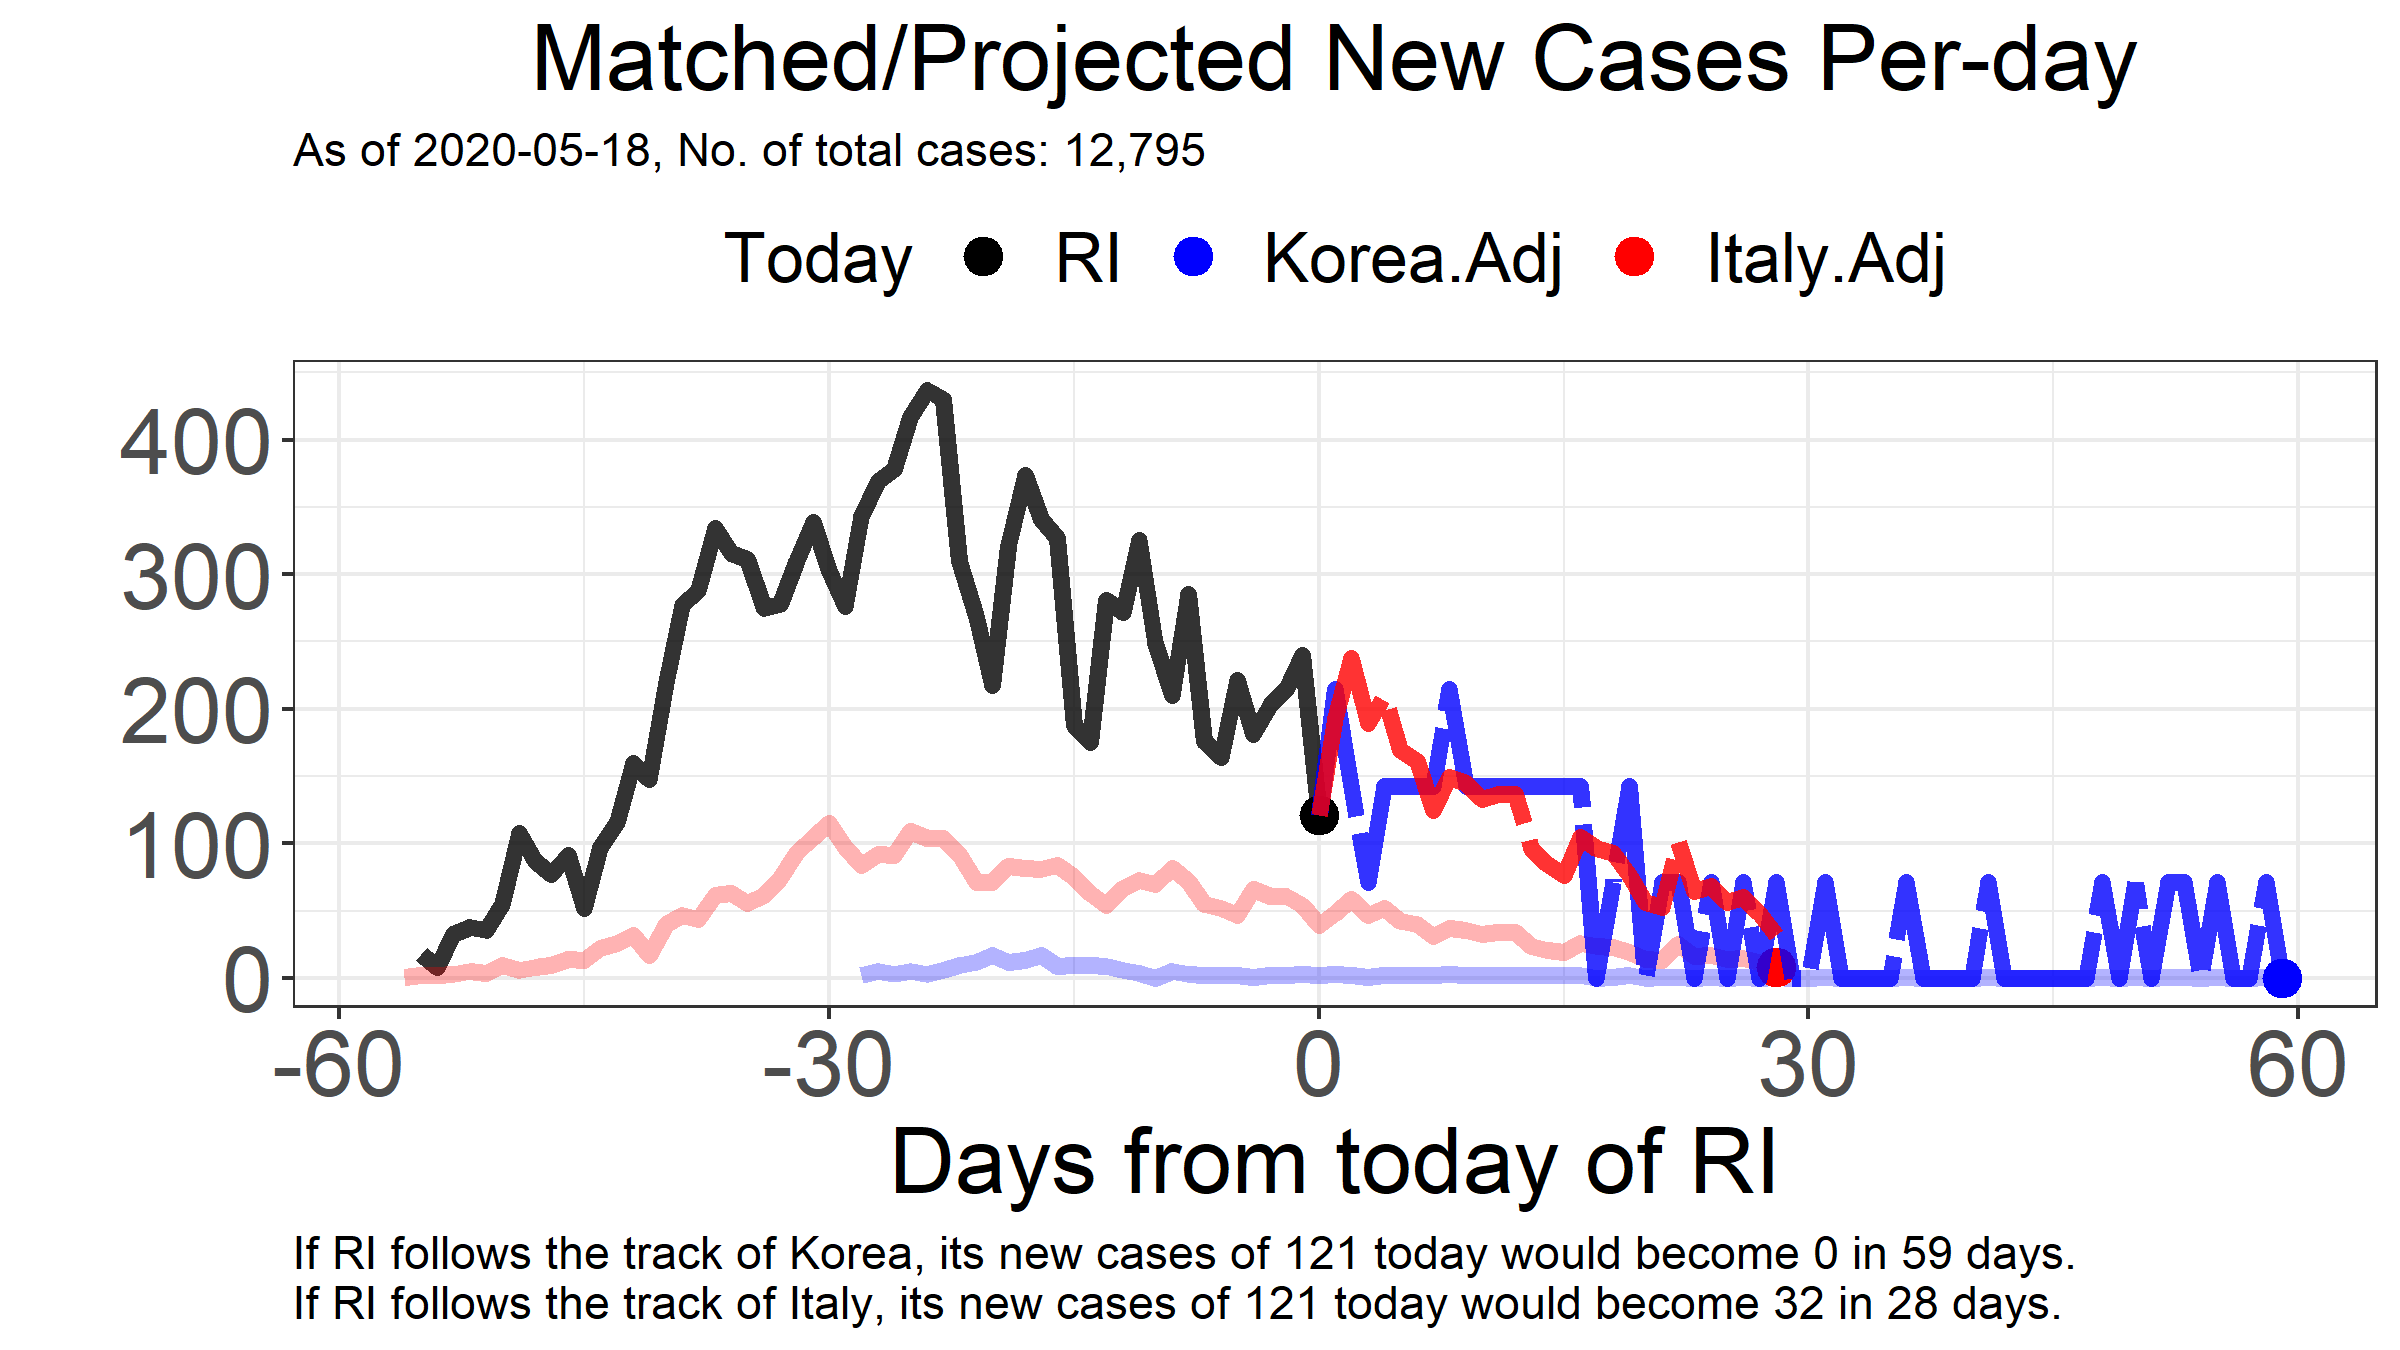 Matched/Projected New Cases Per-day
As of 2020-05-18, No. of total cases: 12,795
Today RI Korea.Adj Italy.Adj
400
300
200
100
0
-60 -30 0 30 60
Days from today of RI
If RI follows the track of Korea, its new cases of 121 today would become 0 in 59 days.
If RI follows the track of Italy, its new cases of 121 today would become 32 in 28 days.